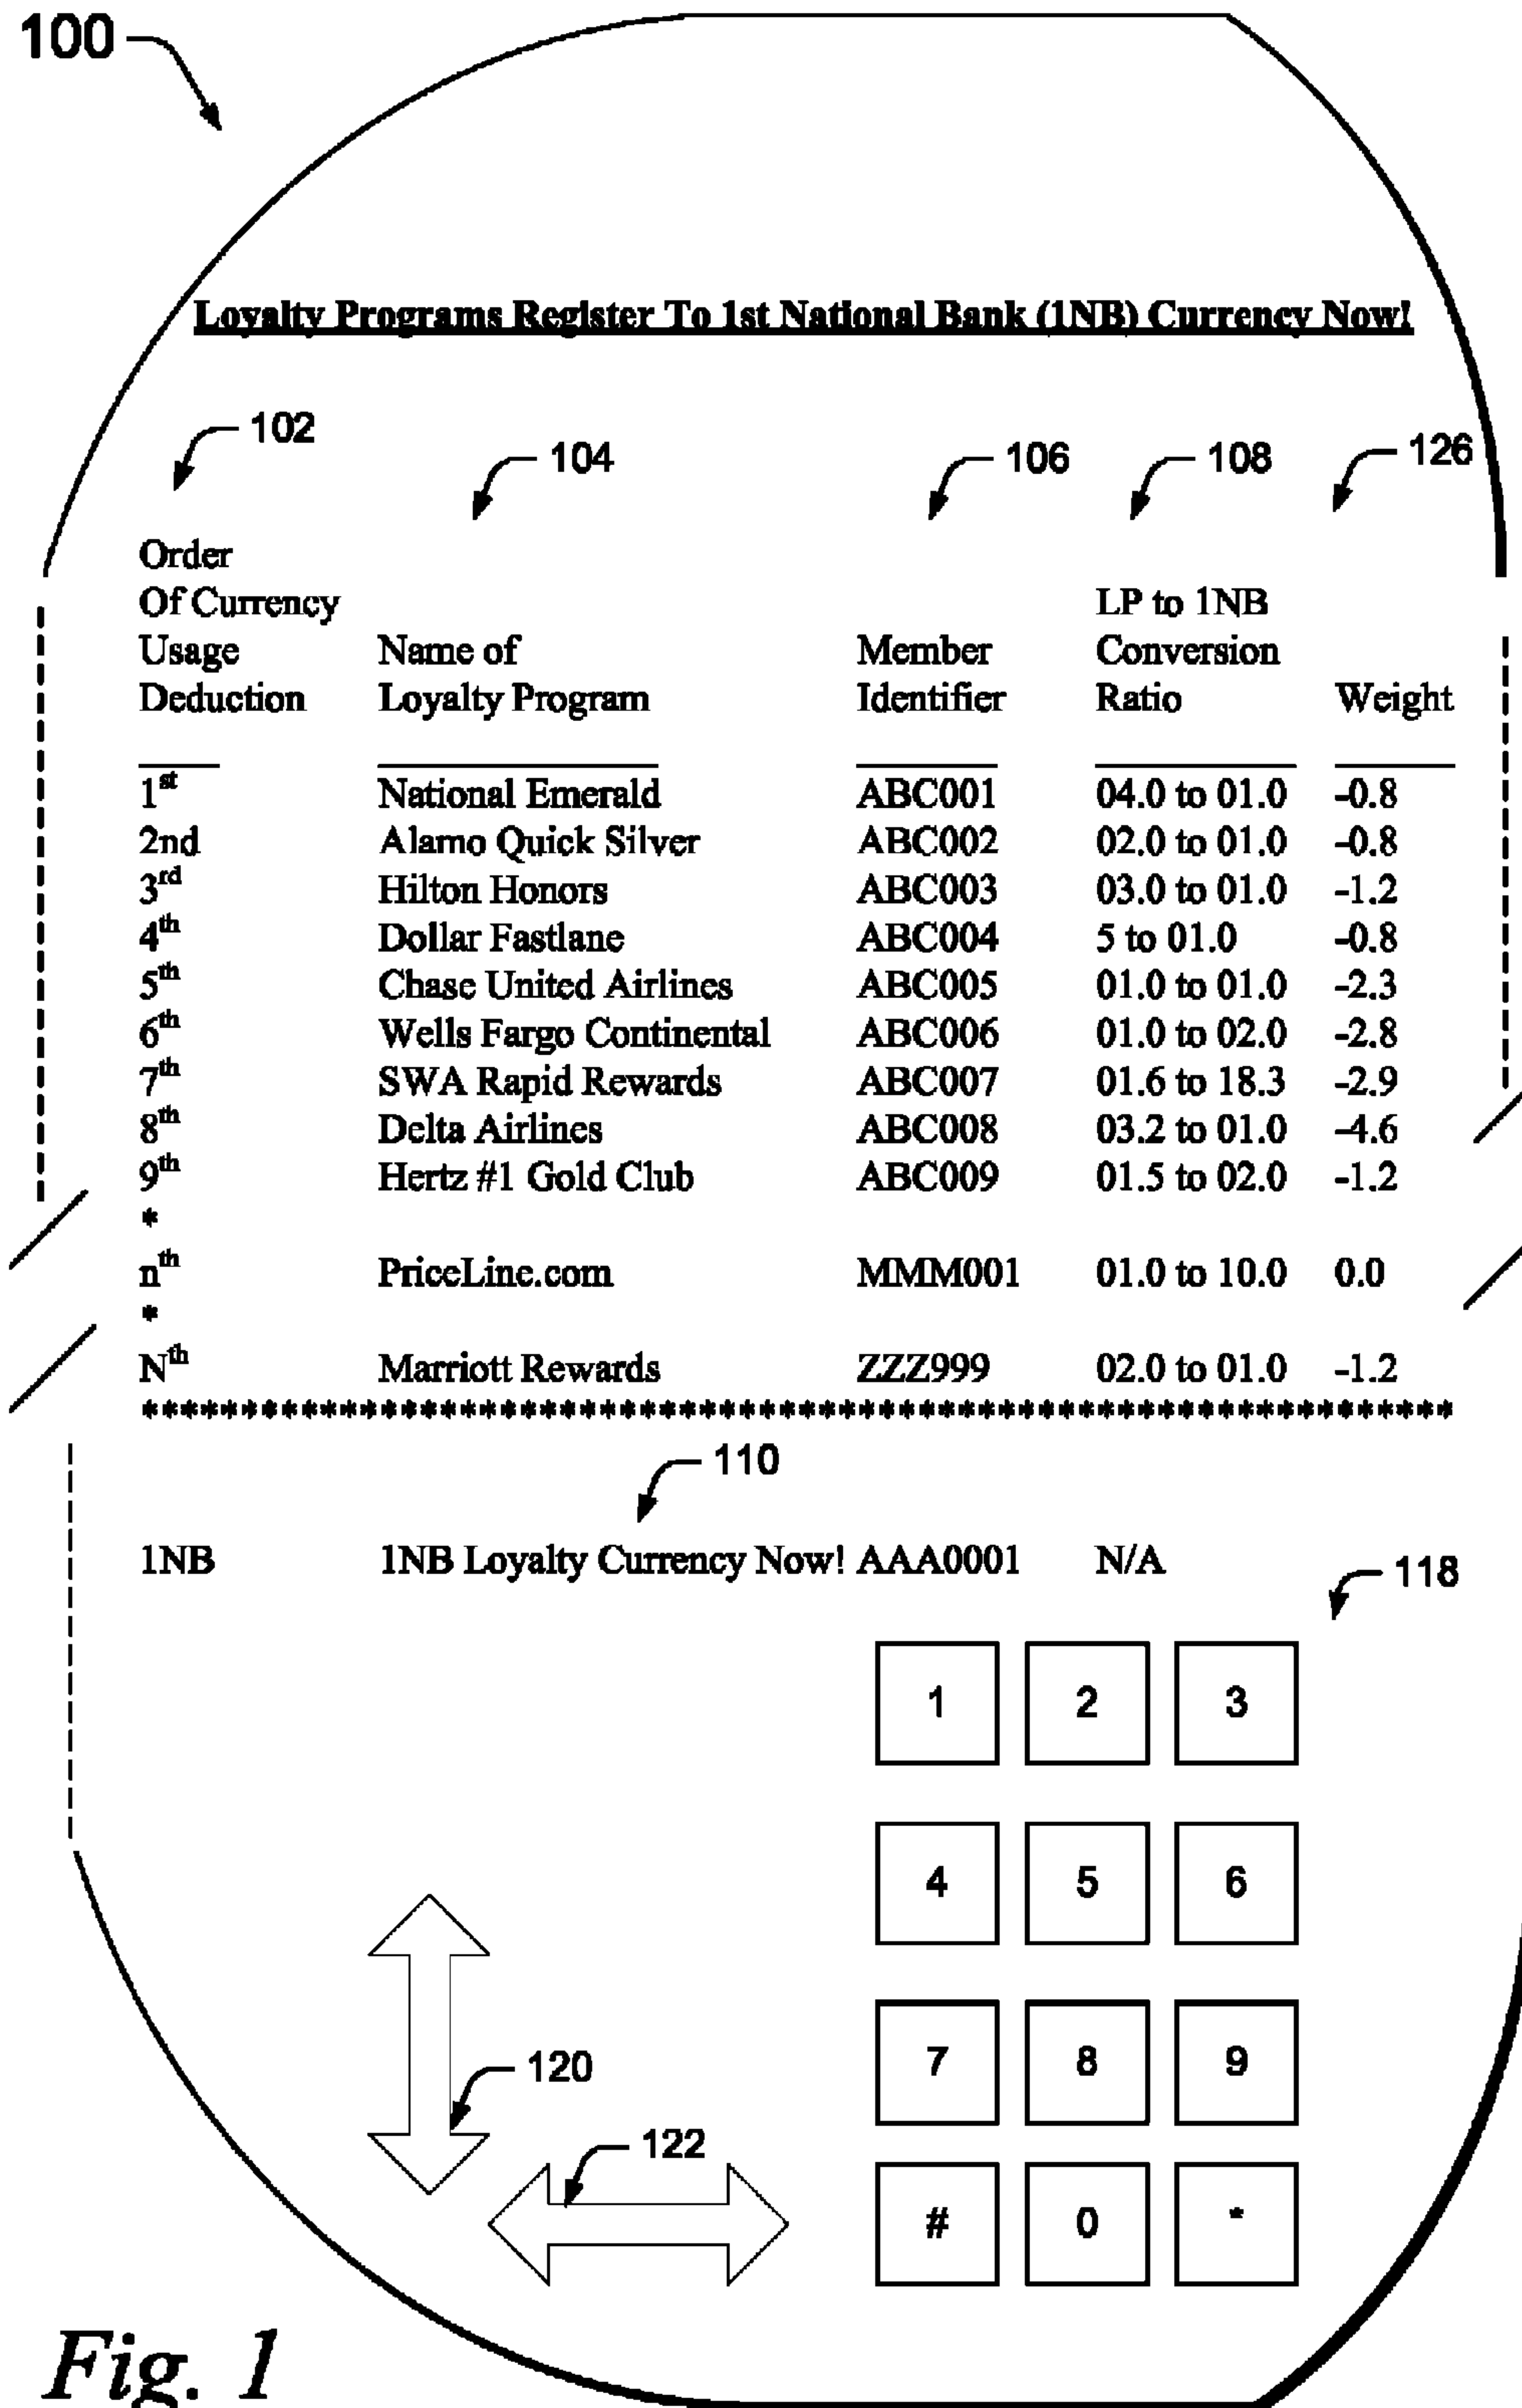 100
Loyalty Programs Register To 1st National Bank (1NB) Currency Now!
102
104
106
108
126
Order
Of Currency LP to 1NB
Usage Name of Member Conversion
Deduction Loyalty Program Identifier Ratio Weight
1st National Emerald ABC001 04.0 to 01.0 -0.8
2nd Alamo Quick Silver ABC002 02.0 to 01.0 -0.8
3rd Hilton Honors ABC003 03.0 to 01.0 -1.2
4th Dollar Fastlane ABC004 5 to 01.0 -0.8
5th Chase United Airlines ABC005 01.0 to 01.0 -2.3
6th Wells Fargo Continental ABC006 01.0 to 02.0 -2.8
7th SWA Rapid Rewards ABC007 01.6 to 18.3 -2.9
8th Delta Airlines ABC008 03.2 to 01.0 -4.6
9th Hertz #1 Gold Club ABC009 01.5 to 02.0 -1.2
*
nth PriceLine.com MMM001 01.0 to 10.0 0.0
*
Nth Marriott Rewards ZZZ999 02.0 to 01.0 -1.2
******************************************************************
110
1NB 1NB Loyalty Currency Now! AAA0001 N/A
118
1 2 3
4 5 6
7 8 9
120
122
# 0 *
Fig. 1